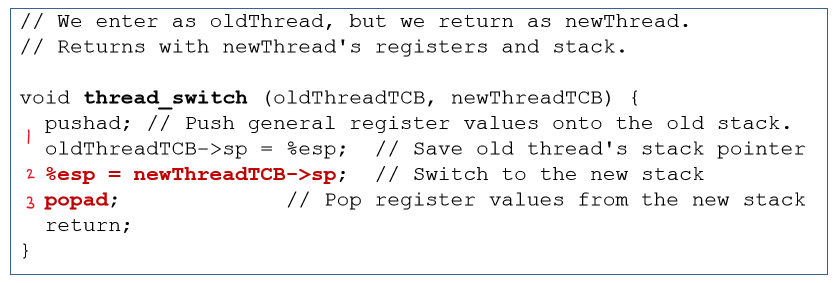 // We enter as oldThread, but we return as newThread.
// Returns with newThread's registers and stack.
void thread_switch (oldThreadTCB, newThreadTCB) {
pushad; // Push general register values onto the old stack.
1
oldThreadTCB->sp = %esp; // Save old thread's stack pointer
2 %esp = newThreadTCB->sp; // Switch to the new stack
3 popad; // Pop register values from the new stack
return;
}